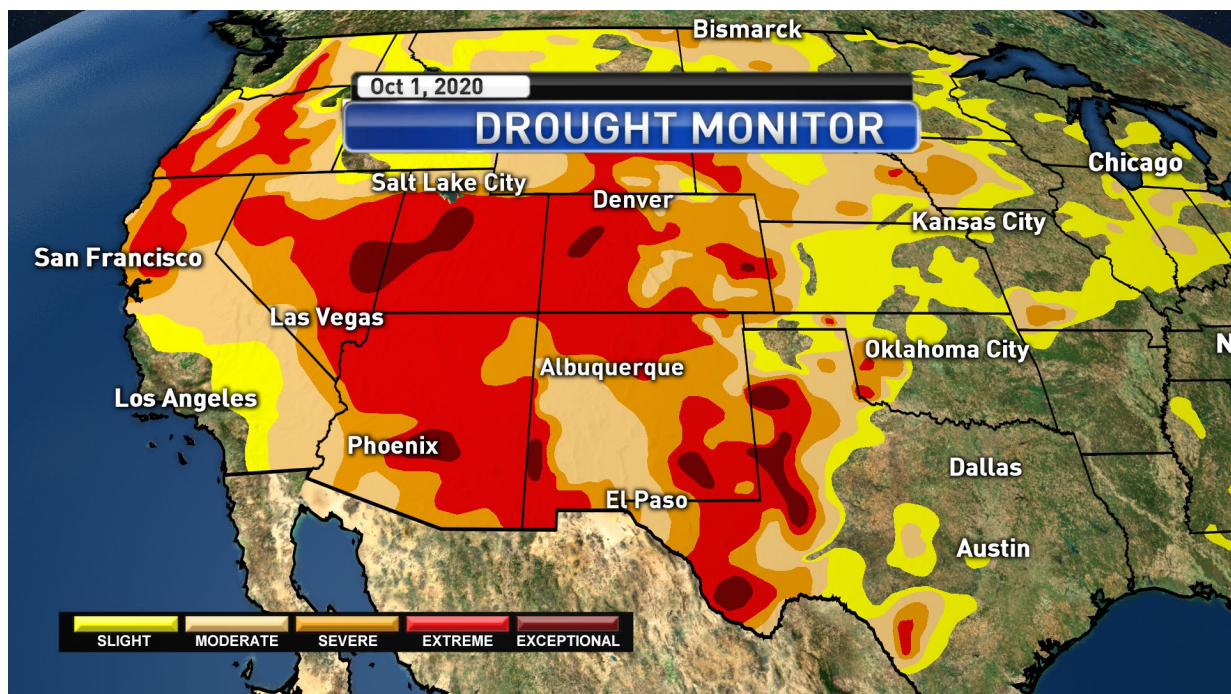 Bismarck
Oct 1, 2020
DROUGHT MONITOR
Chicago
Salt Lake City
Denver
Kansas City
San Francisco
Las Vegas
Oklahoma City
N
Albuquerque
Los Angeles
Phoenix
Dallas
El Paso
Austin
SLIGHT MODERATE SEVERE EXTREME EXCEPTIONAL